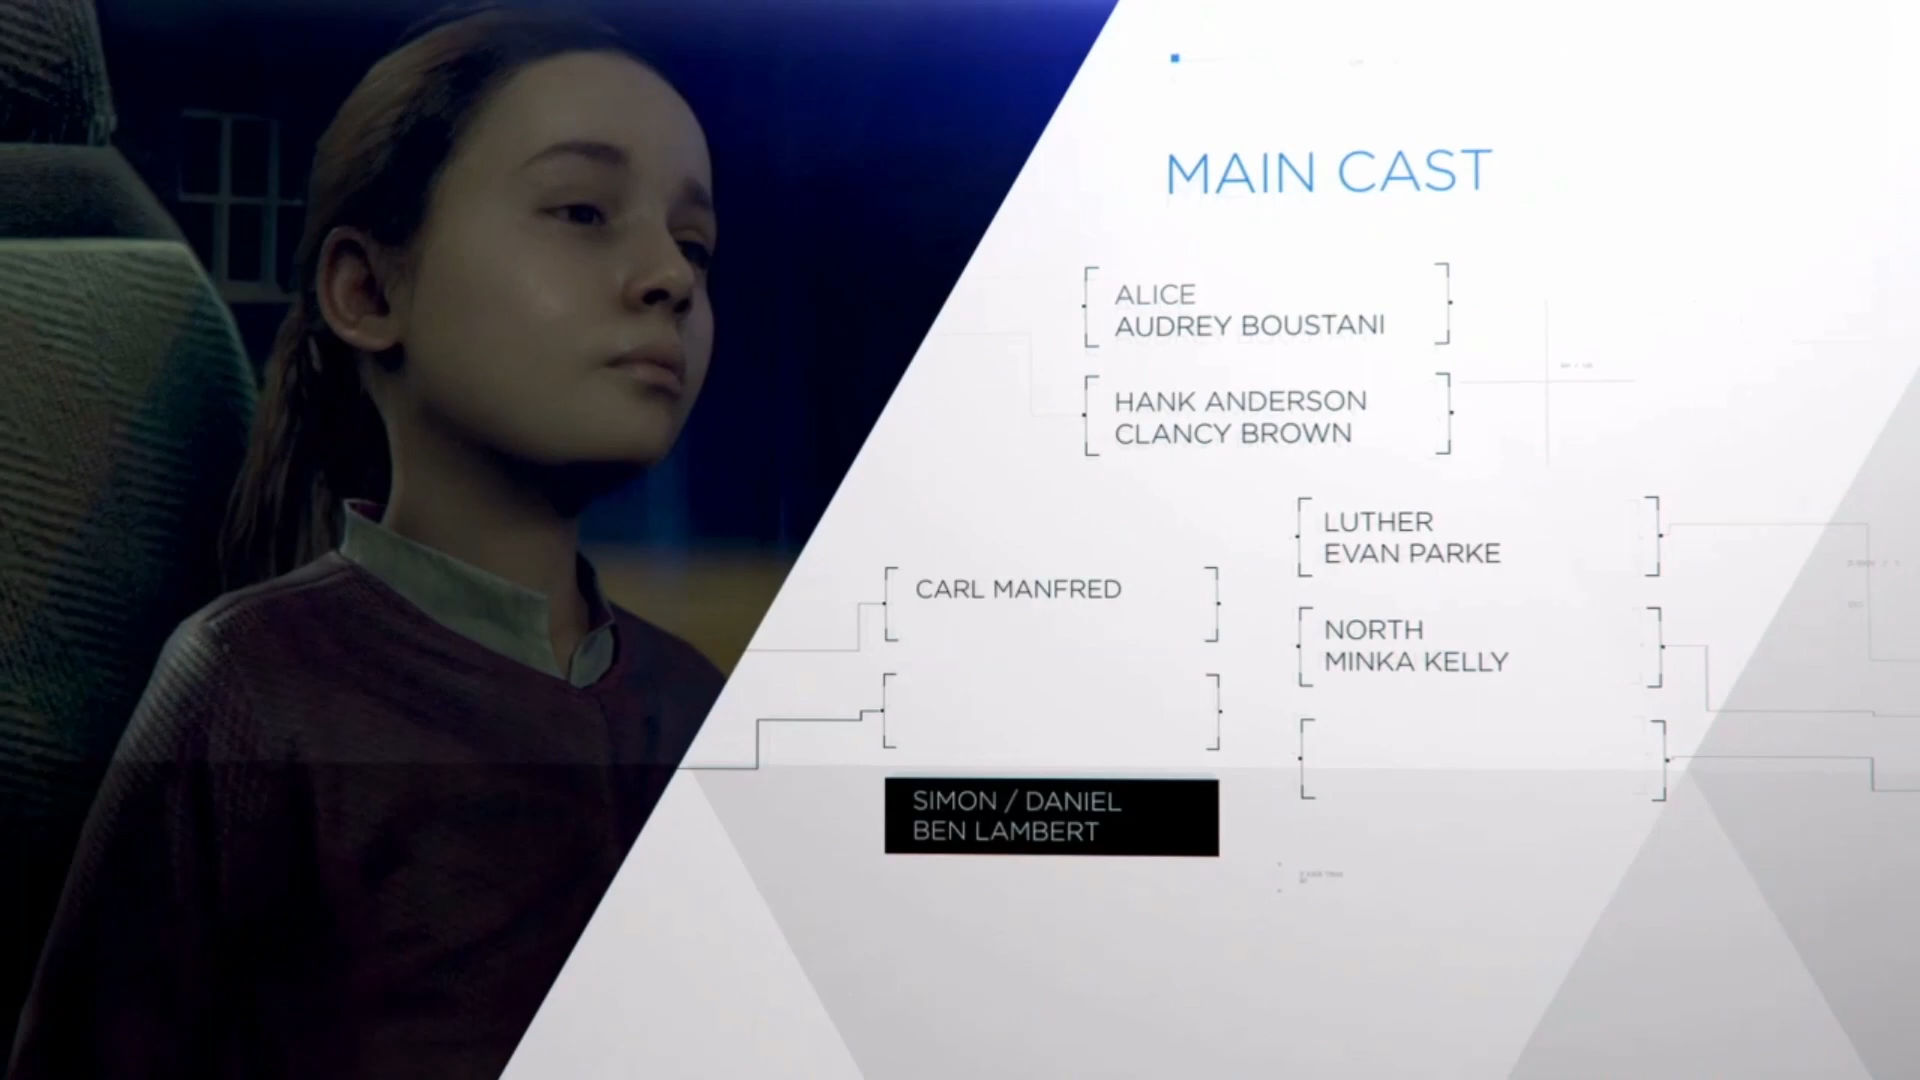 MAIN CAST
ALICE
AUDREY BOUSTANI
HANK ANDERSON
CLANCY BROWN
LUTHER
EVAN PARKE
CARL MANFRED
NORTH
MINKA KELLY
SIMON / DANIEL
BEN LAMBERT